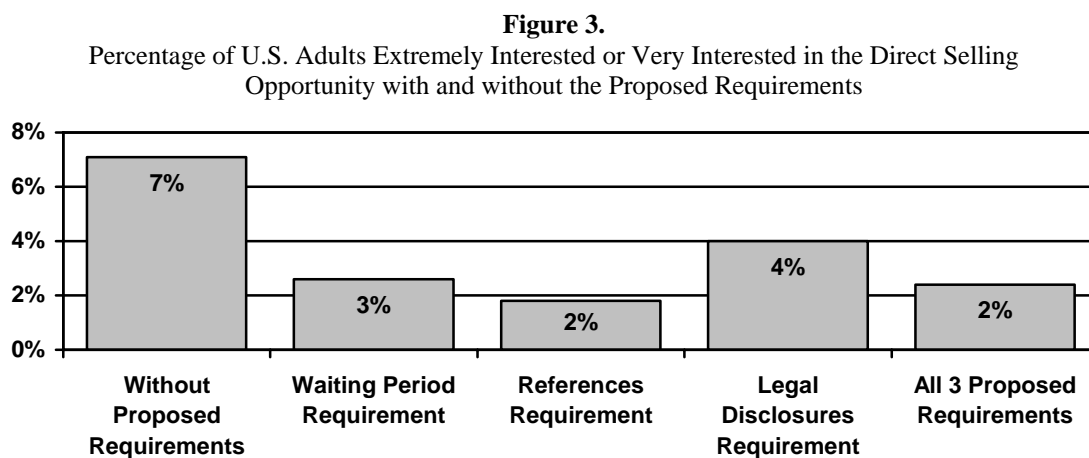 Figure 3.
Percentage of U.S. Adults Extremely Interested or Very Interested in the Direct Selling
Opportunity with and without the Proposed Requirements
8%
6%
4%
2%
0%
7%
3%
2%
4%
2%
Without
Proposed
Requirements
Waiting Period
Requirement
References
Requirement
Legal
Disclosures
Requirement
All 3 Proposed
Requirements